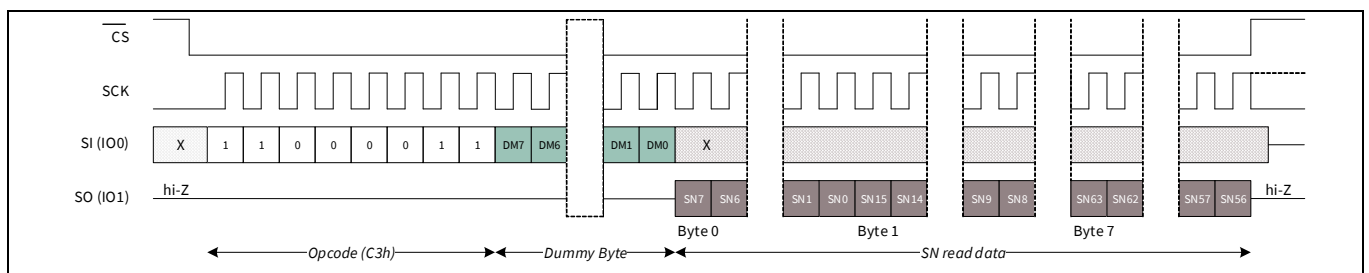 CS
SCK
SI (IO0) X 1 1 0 0 0 0 1 1 DM7 DM6 DM1 DM0 X
SO (IO1) hi-Z SN7 SN6 SN1 SN0 SN15 SN14 SN9 SN8 SN63 SN62 SN57 SN56 hi-Z
Byte 0 Byte 1 Byte 7
Opcode (C3h) Dummy Byte SN read data